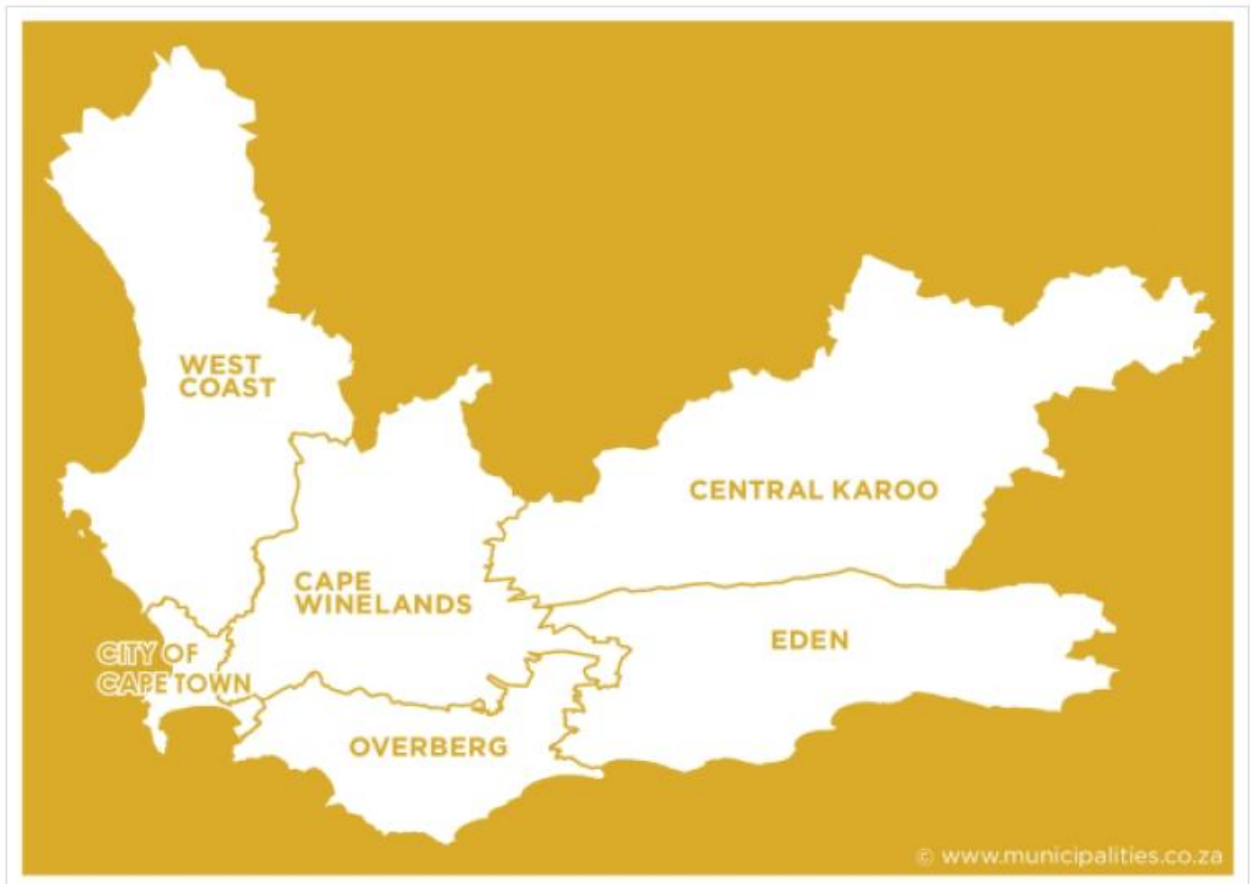 WEST
COAST
CENTRAL KAROO
CAPE
WINELANDS
EDEN
CITY OF
CAPE TOWN
OVERBERG
© www.municipalities.co.za